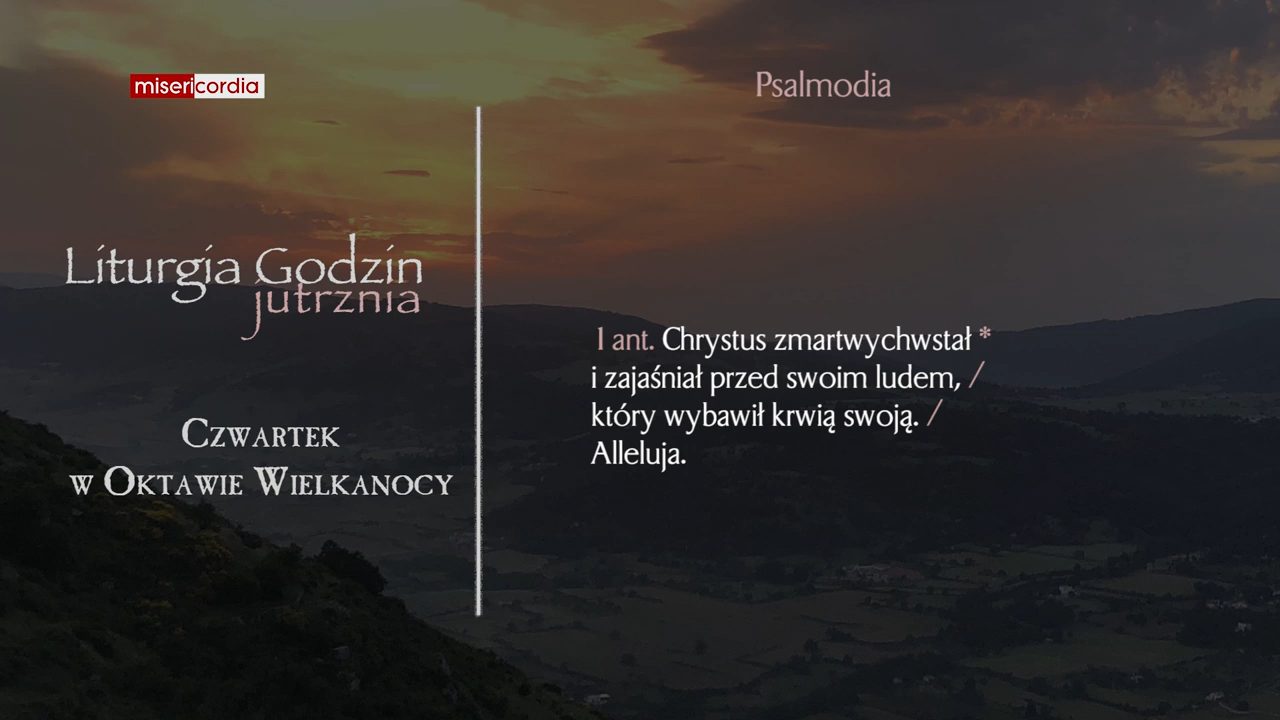 misericordia
Psalmodia
Liturgia Godzin
jutrznia
Czwartek
w Oktawie Wielkanocy
1 ant. Chrystus zmartwychwstał *
i zajaśniał przed swoim ludem, /
który wybawił krwią swoją. /
Alleluja.